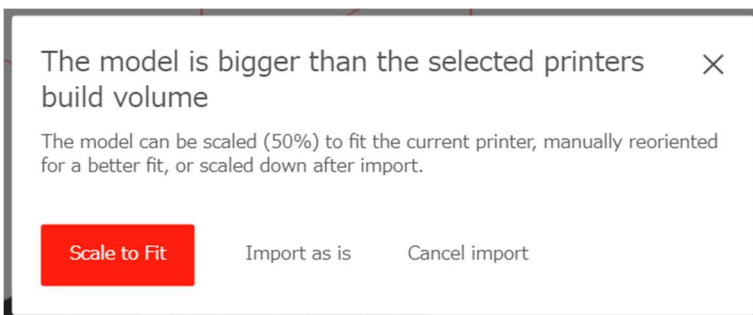 The model is bigger than the selected printers
build volume
The model can be scaled (50%) to fit the current printer, manually reoriented
for a better fit, or scaled down after import.
Scale to Fit
Import as is
Cancel import